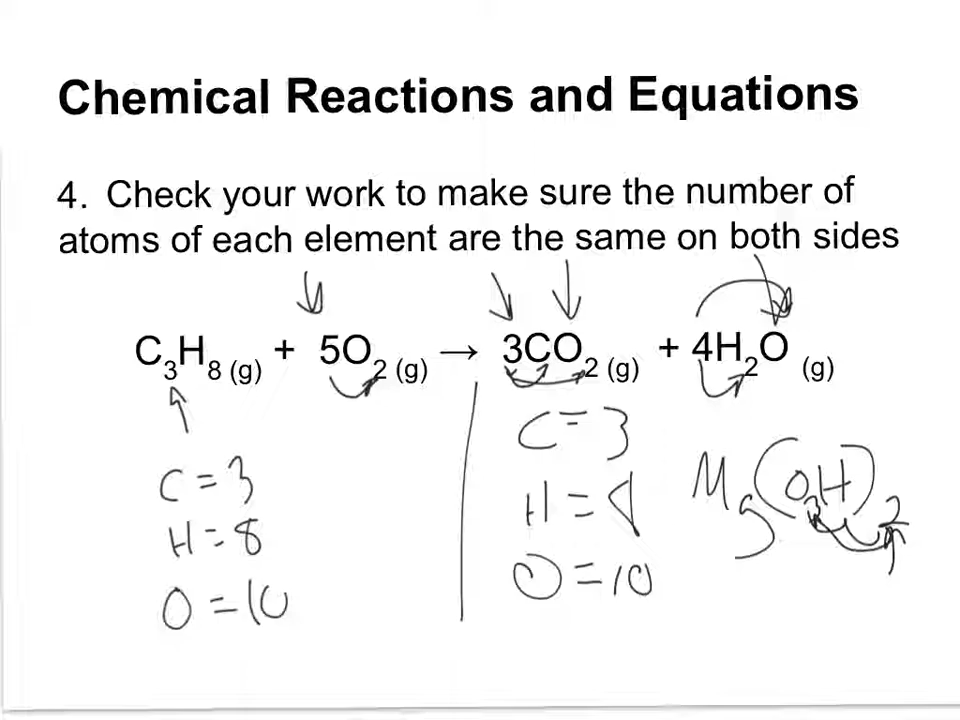 Chemical Reactions and Equations
4. Check your work to make sure the number of
atoms of each element are the same on both sides
C₃H₈ (g) + 5O₂ (g) → 3CO₂ (g) + 4H₂O (g)
C = 3
H = 8
O = 10
C = 3
H = 8
O = 10
Mg(OH)₂